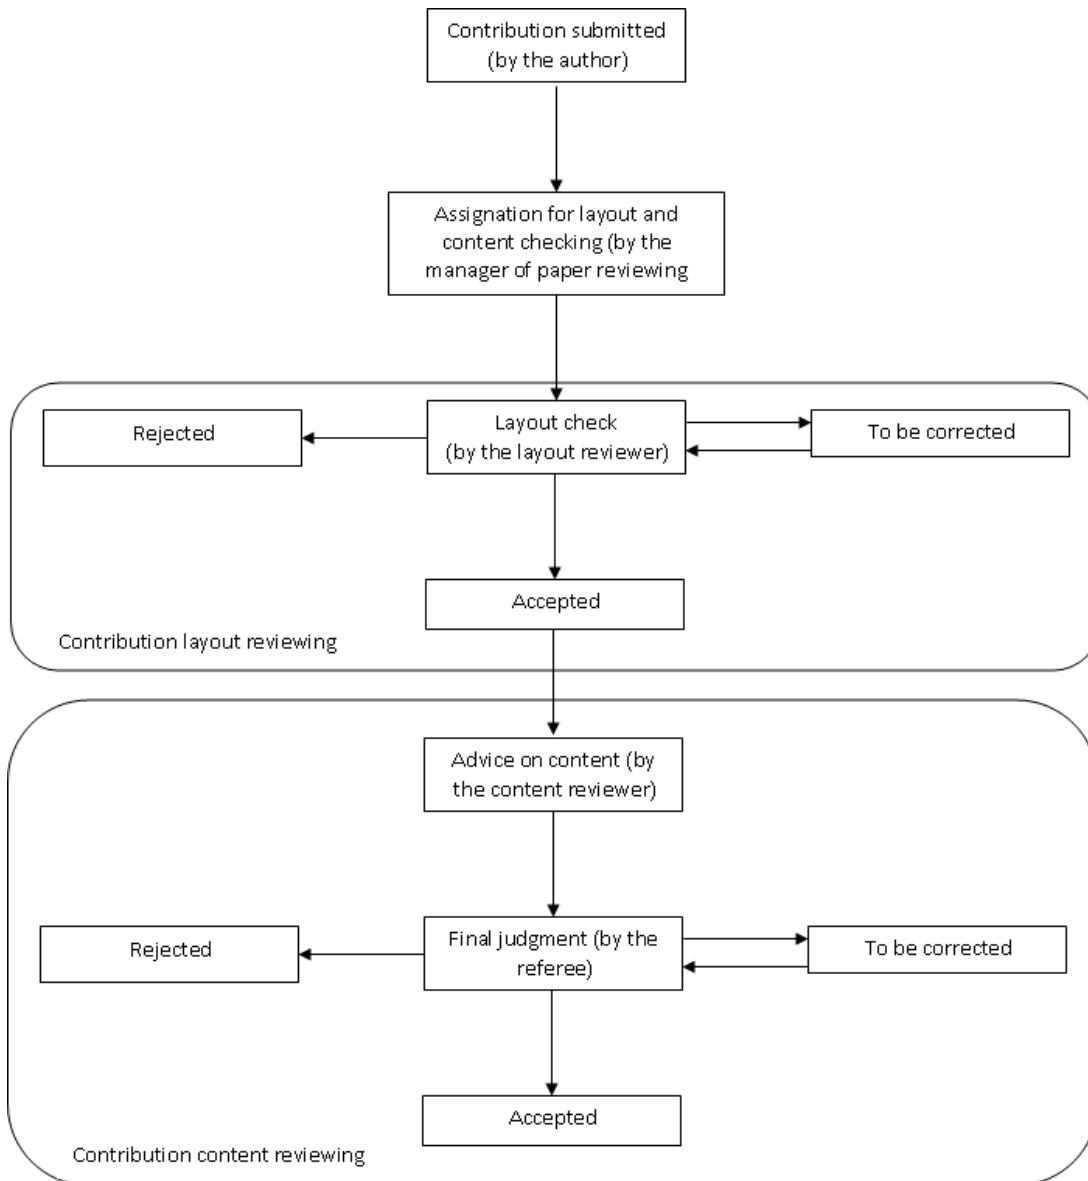 Contribution submitted
(by the author)
Assignation for layout and
content checking (by the
manager of paper reviewing
Rejected
Layout check
(by the layout reviewer)
To be corrected
Accepted
Contribution layout reviewing
Advice on content (by
the content reviewer)
Rejected
Final judgment (by the
referee)
To be corrected
Accepted
Contribution content reviewing